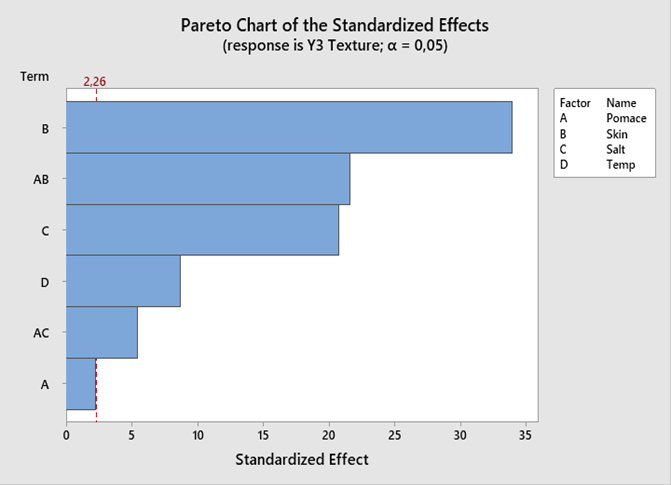 Pareto Chart of the Standardized Effects
(response is Y3 Texture; α = 0,05)
Term
2,26
Factor Name
A Pomace
B Skin
C Salt
D Temp
B
AB
C
D
AC
A
0 5 10 15 20 25 30 35
Standardized Effect